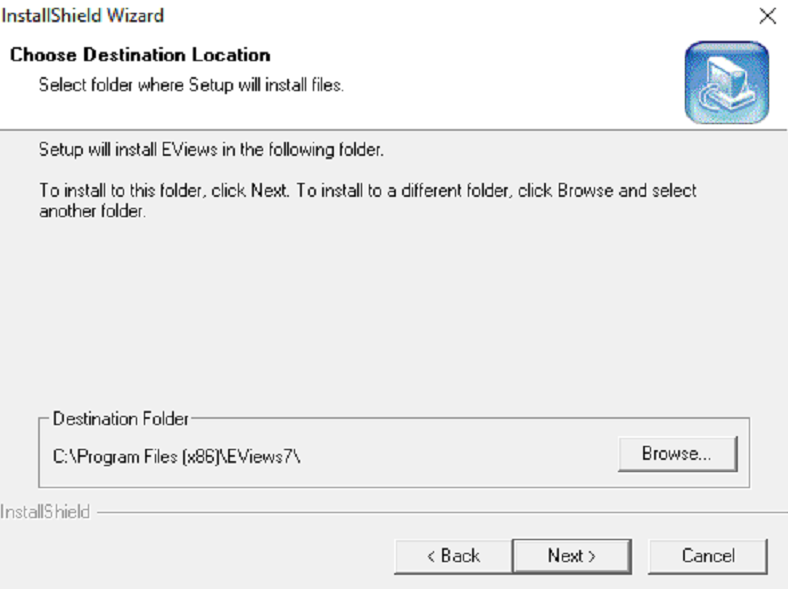 InstallShield Wizard
Choose Destination Location
Select folder where Setup will install files.
Setup will install EViews in the following folder.
To install to this folder, click Next. To install to a different folder, click Browse and select
another folder.
Destination Folder
C:\Program Files (x86)\EViews7\
Browse...
InstallShield
< Back
Next >
Cancel